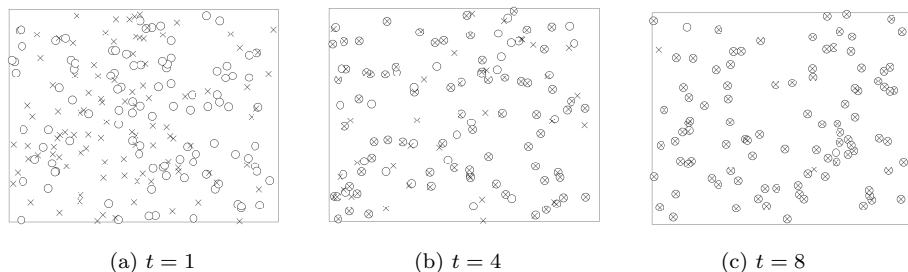 (a) t = 1
(b) t = 4
(c) t = 8